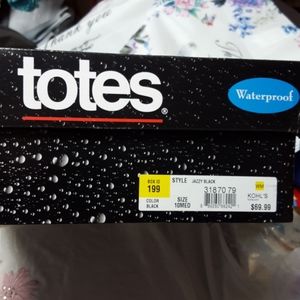 totes®
Waterproof
BOX ID
199
STYLE JAZZY BLACK
3187079
WM
COLOR
BLACK
SIZE
10MED
KOHL'S
$69.99